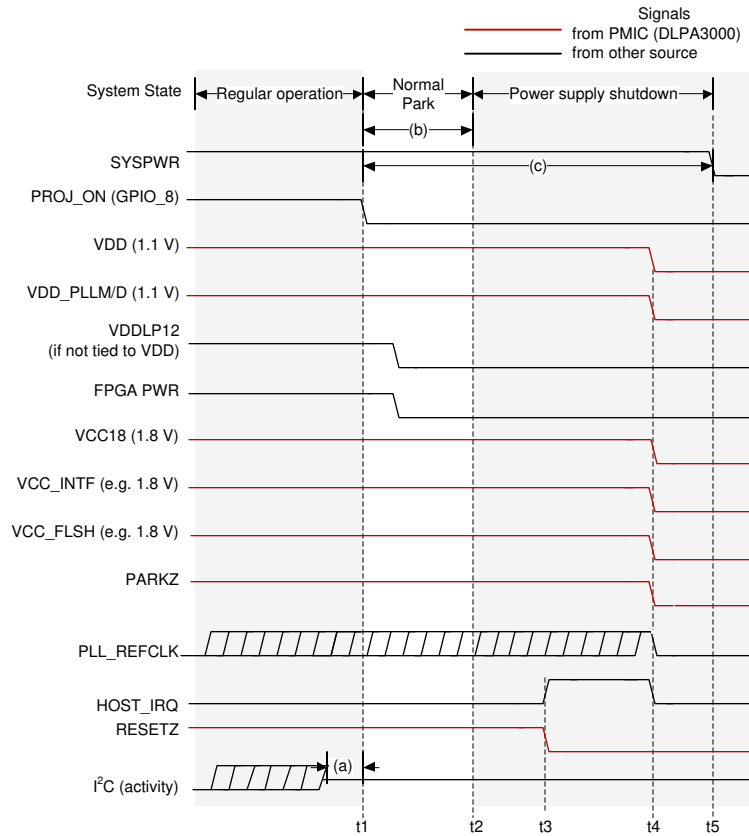 Signals
from PMIC (DLPA3000)
from other source
System State
Regular operation
Normal
Park
Power supply shutdown
(b)
SYSPWR
(c)
PROJ_ON (GPIO_8)
VDD (1.1 V)
VDD_PLLM/D (1.1 V)
VDDLP12
(if not tied to VDD)
FPGA PWR
VCC18 (1.8 V)
VCC_INTF (e.g. 1.8 V)
VCC_FLSH (e.g. 1.8 V)
PARKZ
PLL_REFCLK
HOST_IRQ
RESETZ
(a)
I²C (activity)
t1 t2 t3 t4 t5